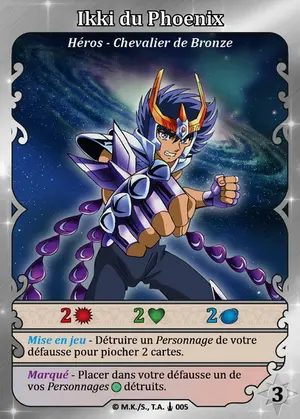 Ikki du Phoenix
Héros - Chevalier de Bronze
2 2 2
Mise en jeu - Détruire un Personnage de votre
défausse pour piocher 2 cartes.
Marqué - Placer dans votre défausse un de
vos Personnages détruits.
3
© M.K./S., T.A. 005